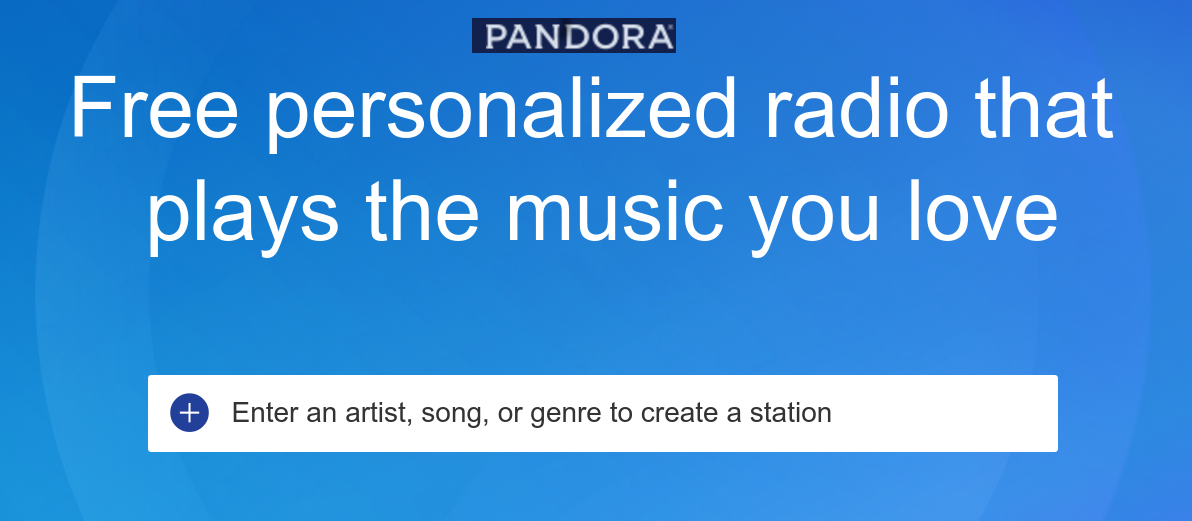 PANDORA
Free personalized radio that
plays the music you love
Enter an artist, song, or genre to create a station